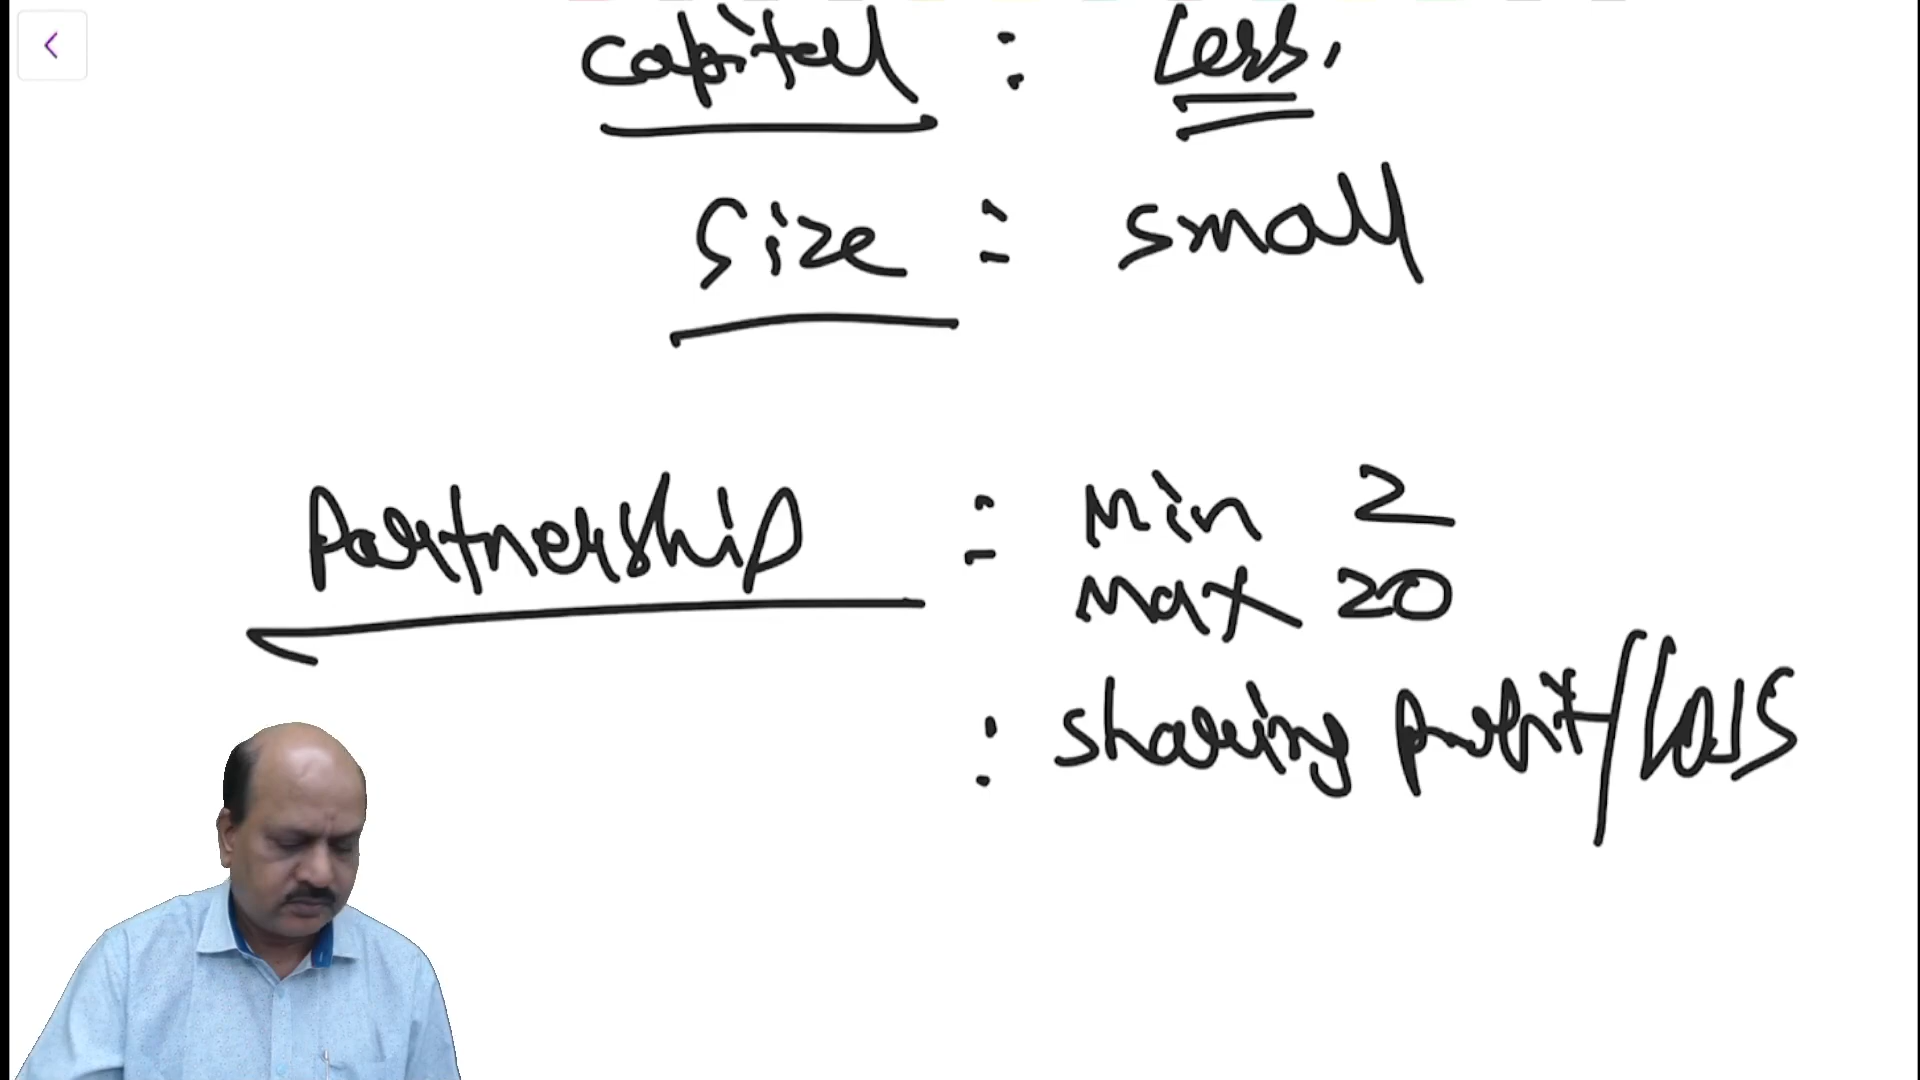 Capital : Less.
Size : small
Partnership : Min 2
Max 20
: sharing profit/Loss